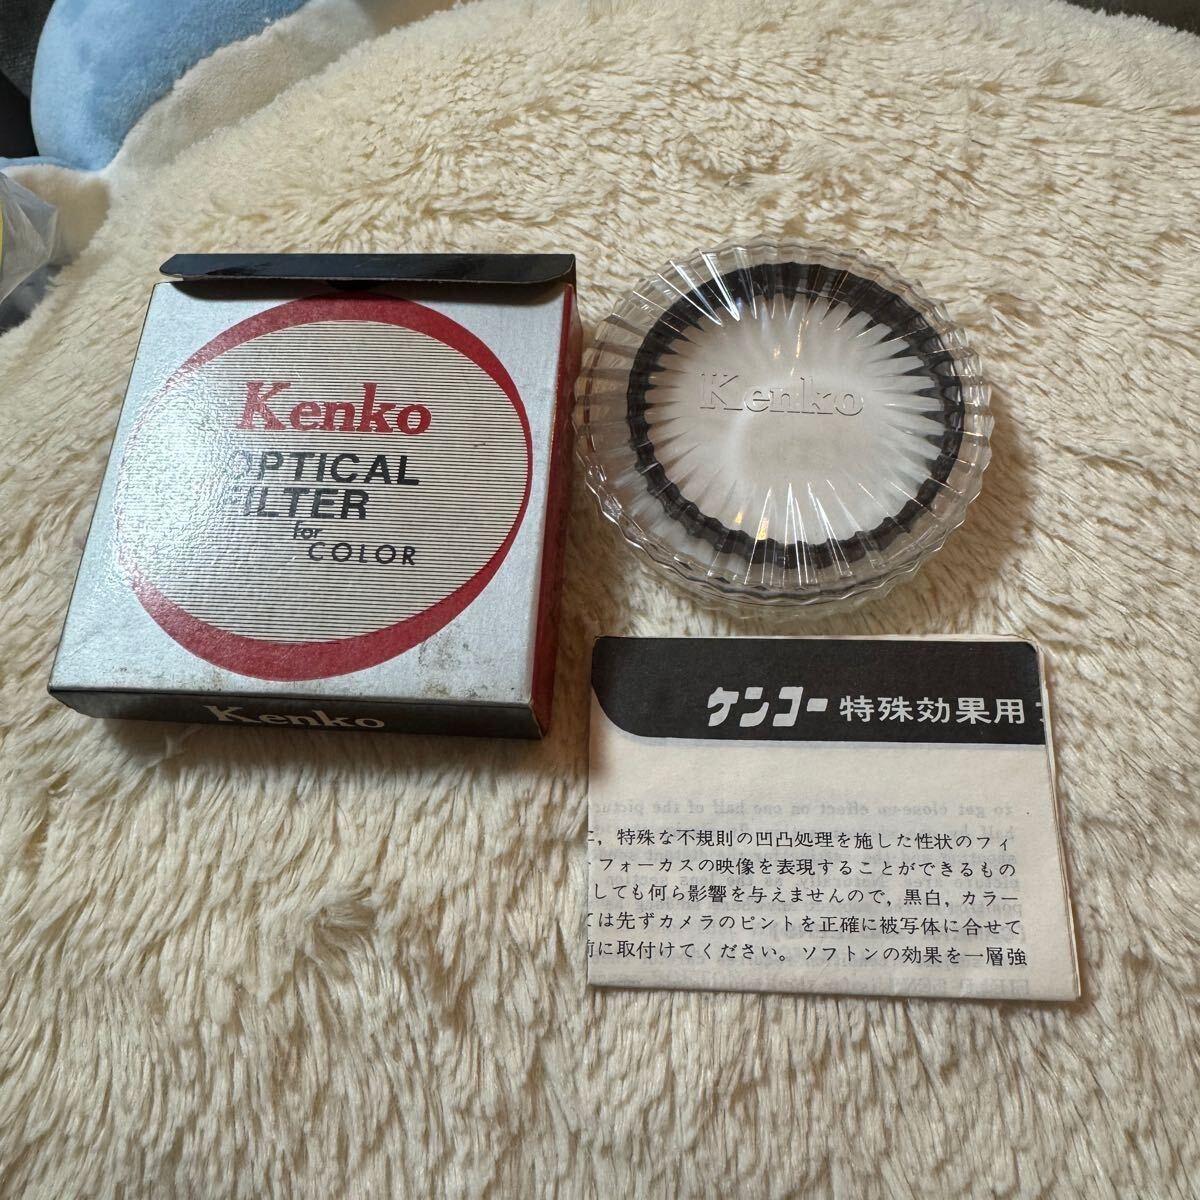 Kenko
OPTICAL
FILTER
for
COLOR
Kenko
Kenko
ケンコー 特殊効果用
to get close-up effect on one half of the picture
に, 特殊な不規則の凹凸処理を施した性状のフィ
フォーカスの映像を表現することができるもの
しても何ら影響を与えませんので, 黒白, カラー
ては先ずカメラのピントを正確に被写体に合せて
前に取付けてください。ソフトンの効果を一層強